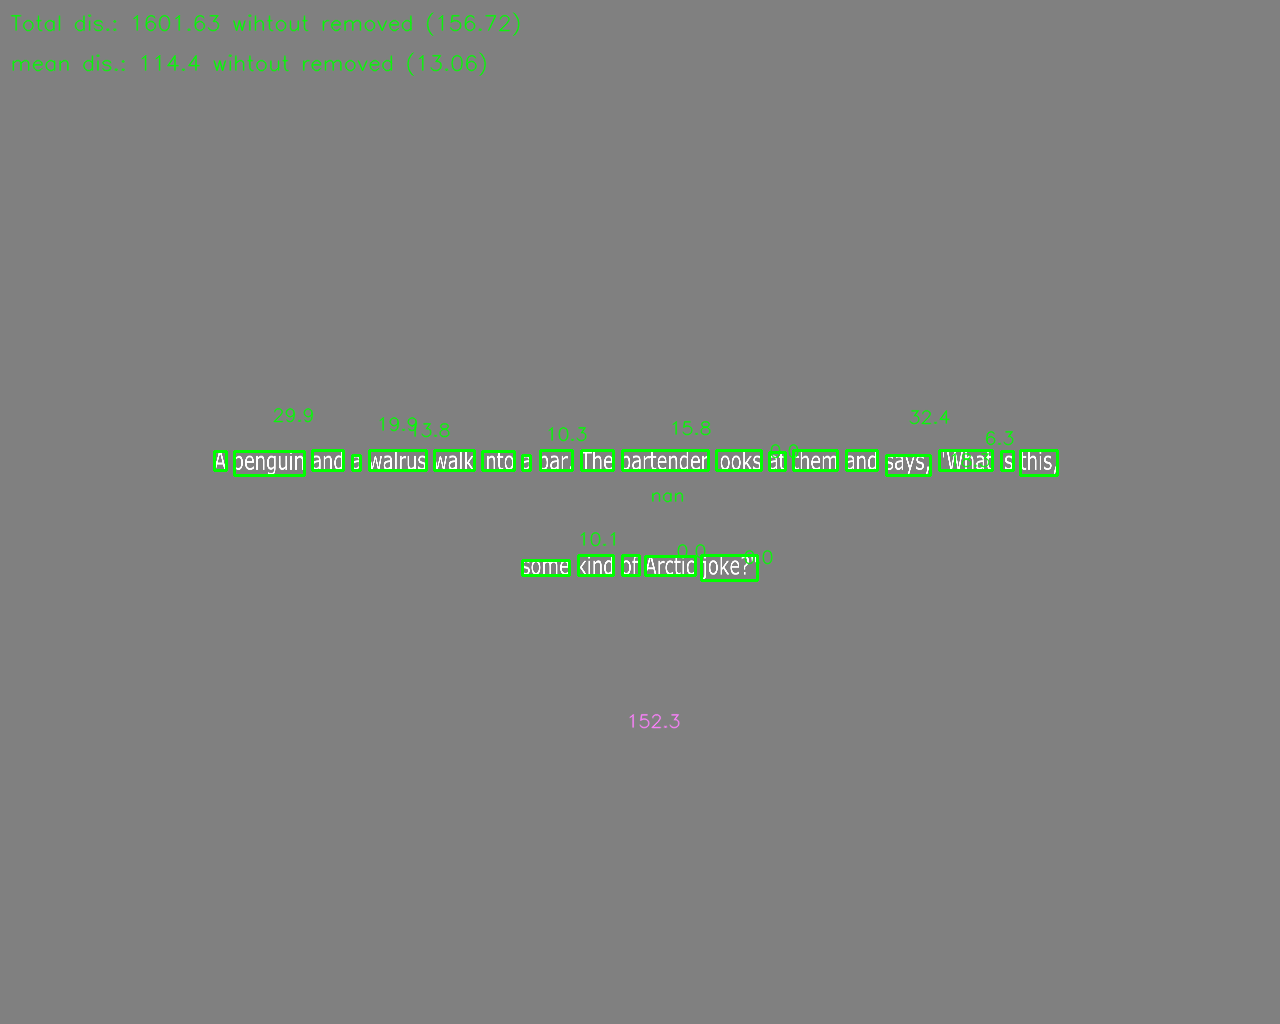 Total dis.: 1601.63 wihtout removed (156.72)
mean dis.: 114.4 wihtout removed (13.06)
29.9 19.9 13.8 10.3 15.8 0.0 32.4 6.3
A penguin and a walrus walk nto a bar. The bartender ooks at them and says, "What s this,
nan
10.1 0.0 0.0
some kind of Arctic joke?"
152.3